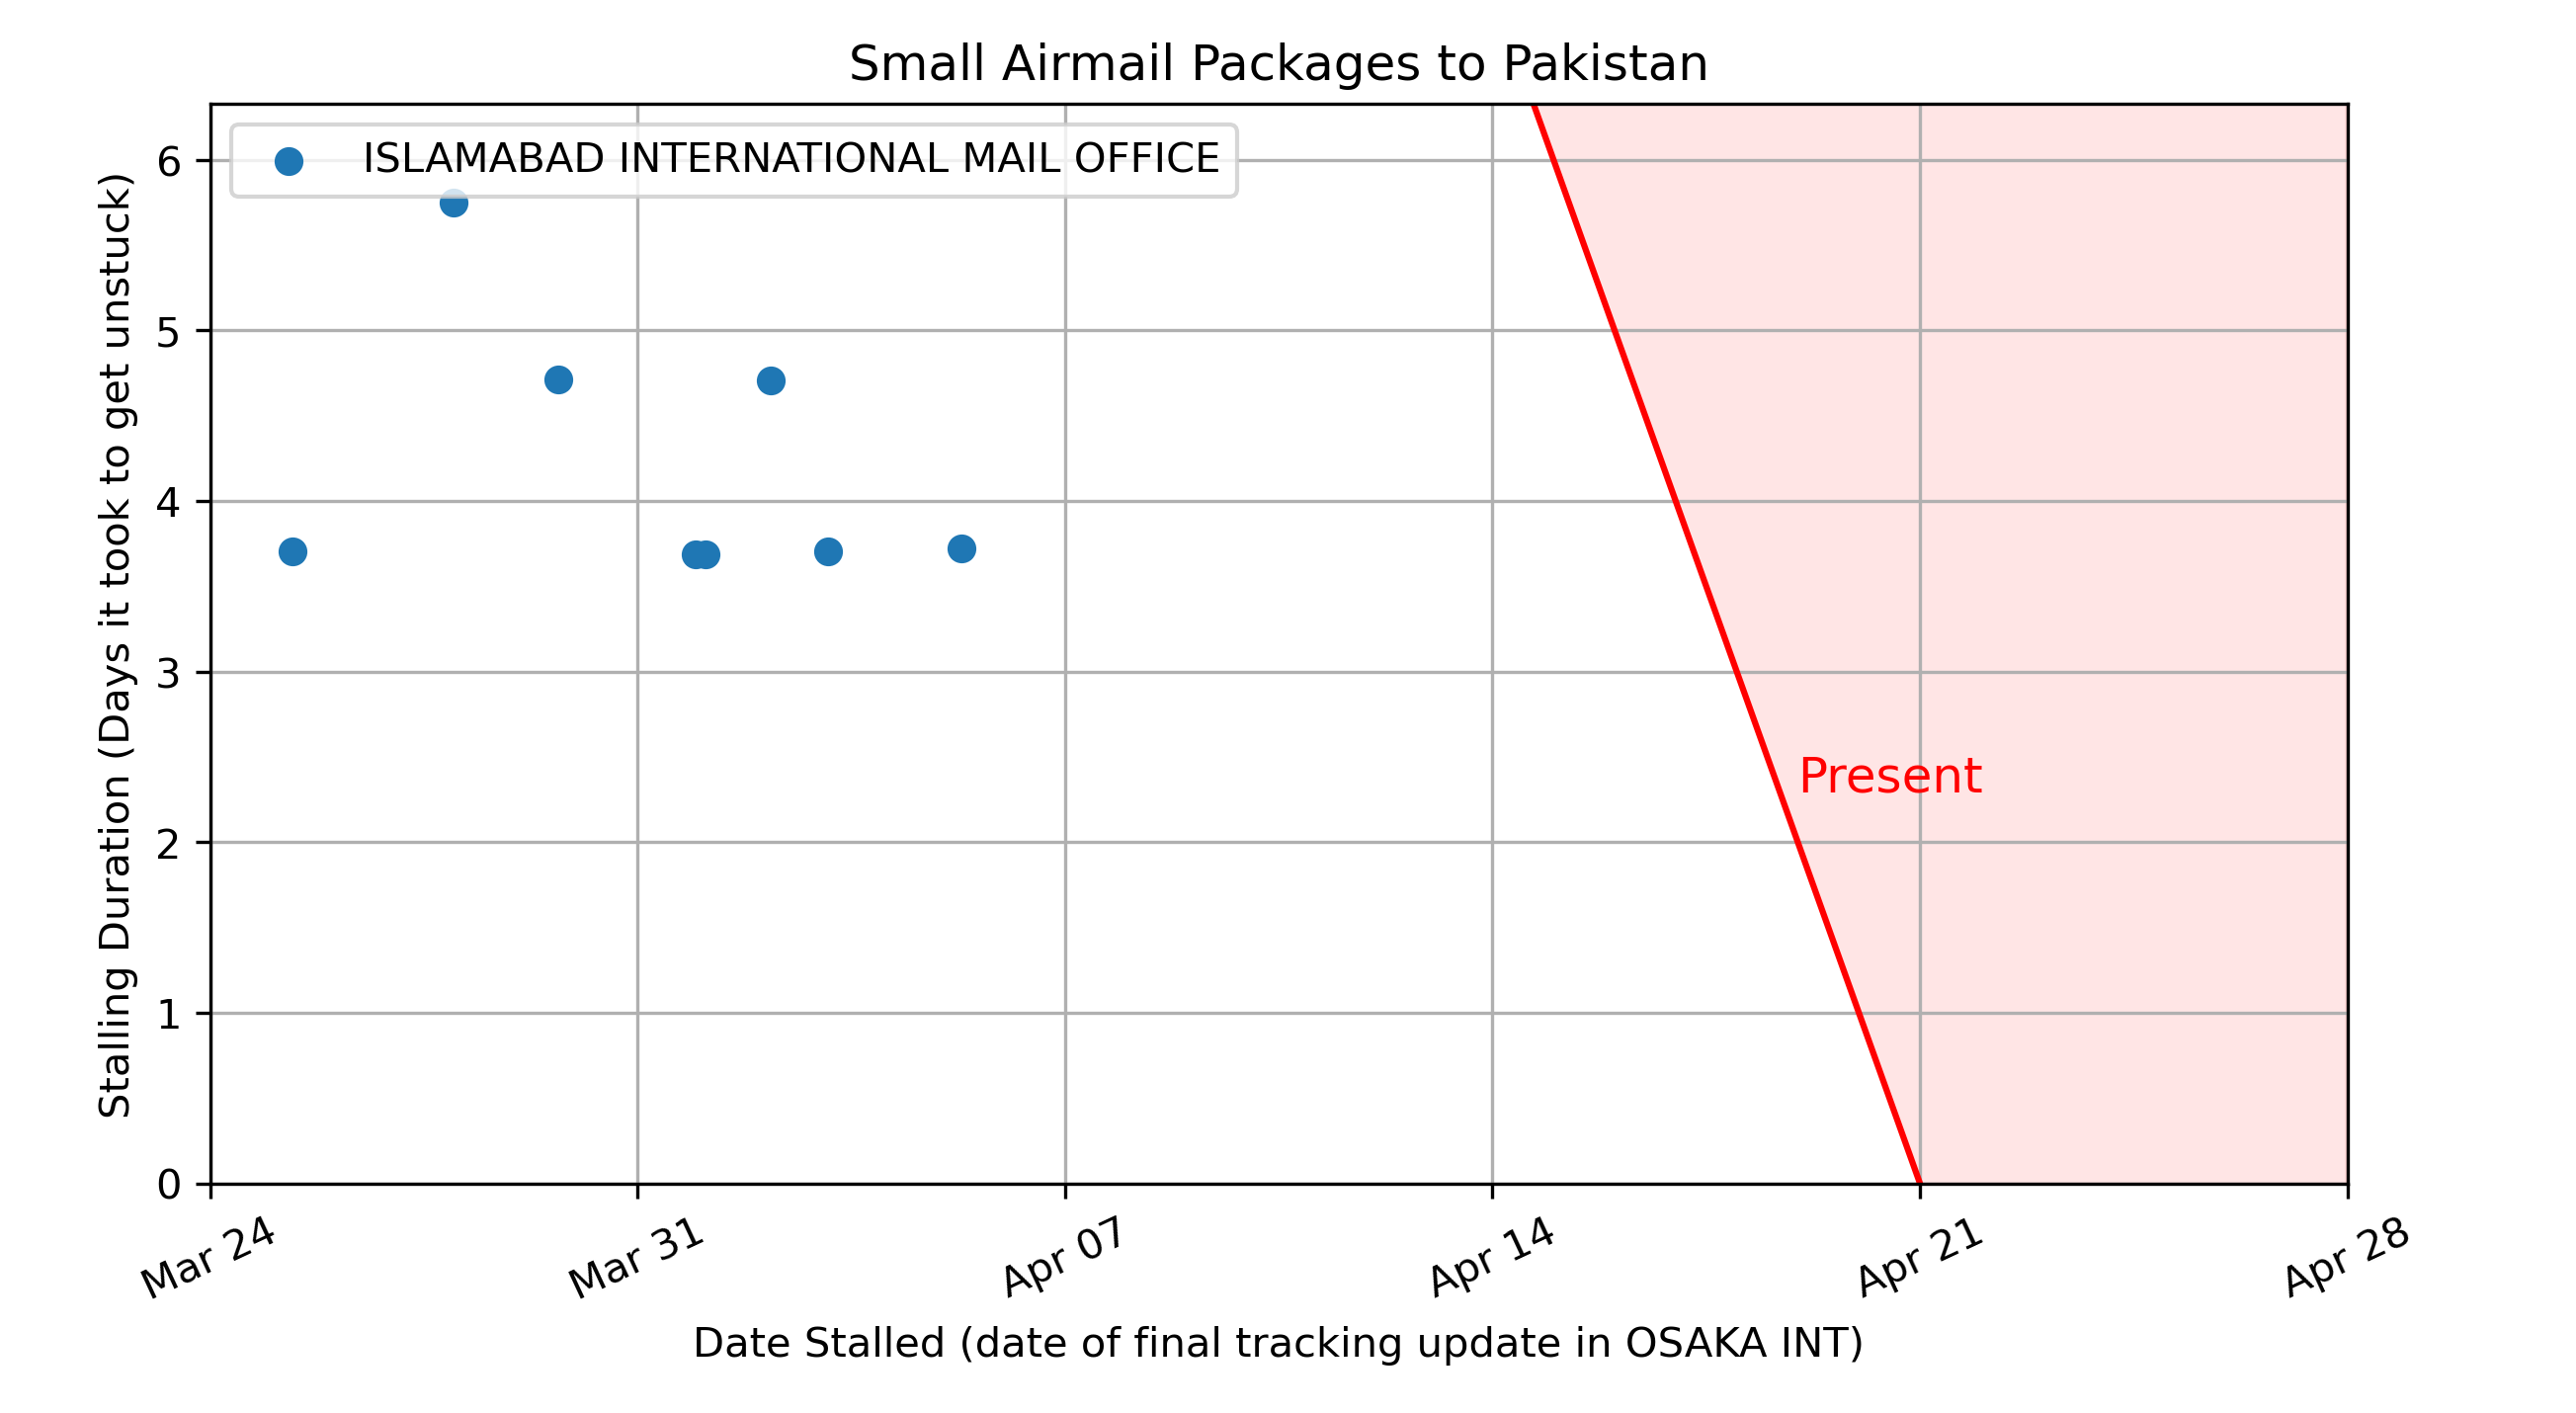 Small Airmail Packages to Pakistan
ISLAMABAD INTERNATIONAL MAIL OFFICE
Stalling Duration (Days it took to get unstuck)
6
5
4
3
2
1
0
Present
Mar 24
Mar 31
Apr 07
Apr 14
Apr 21
Apr 28
Date Stalled (date of final tracking update in OSAKA INT)